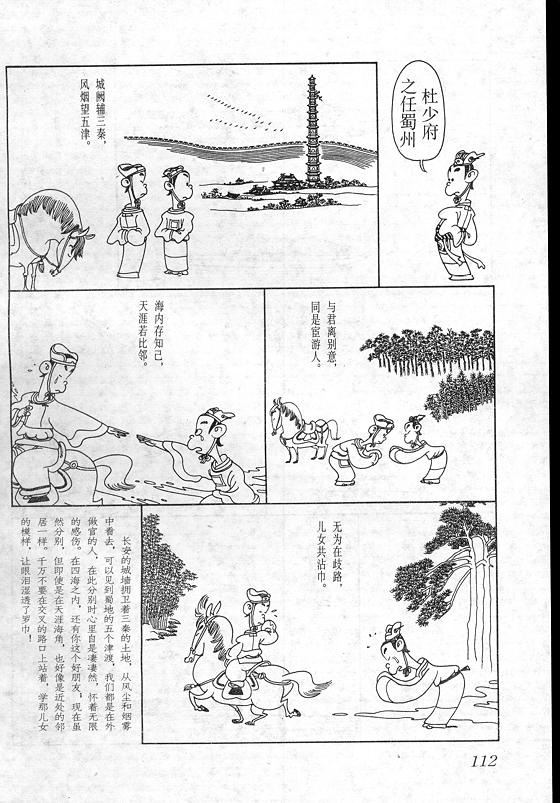 杜少府
之任蜀州
城阙辅三秦，
风烟望五津。
与君离别意，
同是宦游人。
海内存知己，
天涯若比邻。
无为在歧路，
儿女共沾巾。
长安的城墙拥卫着三秦的土地，从风尘和烟雾
中看去，可以见到蜀地的五个津渡，我们都是在外
做官的人，在此分别时心里自是凄凄然，怀着无限
的感伤。在四海之内，还有你这个好朋友；现在虽
然分别，但即使是在天涯海角，也好像是近处的邻
居一样。千万不要在交叉的路口上站着，学那儿女
的模样，让眼泪湿透了罗巾！
112